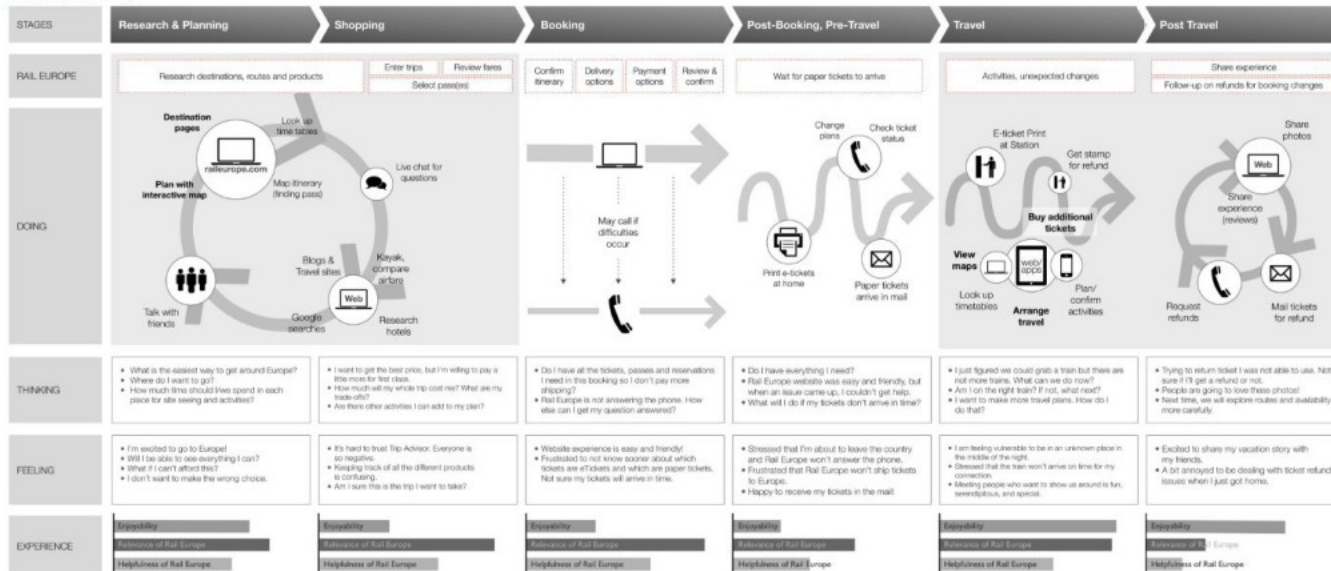 STAGES
Research & Planning
Shopping
Booking
Post-Booking, Pre-Travel
Travel
Post Travel
RAIL EUROPE
Research destinations, routes and products
Enter trips
Review fares
Select pass(es)
Confirm
itinerary
Delivery
options
Payment
options
Review &
confirm
Wait for paper tickets to arrive
Activities, unexpected changes
Share experience
Follow-up on refunds for booking changes
DOING
Destination
pages
Look up
time tables
raileurope.com
Plan with
interactive map
Map itinerary
(finding pass)
Live chat for
questions
Blogs &
Travel sites
Kayak,
compare
airfare
Web
Talk with
friends
Google
searches
Research
hotels
May call if
difficulties
occur
Change
plans
Check ticket
status
Print e-tickets
at home
Paper tickets
arrive in mail
E-ticket Print
at Station
Get stamp
for refund
Buy additional
tickets
View
maps
web/
apps
Look up
timetables
Plan/
confirm
activities
Arrange
travel
Share
photos
Web
Share
experience
(reviews)
Request
refunds
Mail tickets
for refund
THINKING
• What is the easiest way to get around Europe?
• Where do I want to go?
• How much time should I/we spend in each
place for site seeing and activities?
• I want to get the best price, but I'm willing to pay a
little more for first class.
• How much will my whole trip cost me? What are my
trade-offs?
• Are there other activities I can add to my plan?
• Do I have all the tickets, passes and reservations
I need in this booking so I don't pay more
shipping?
• Rail Europe is not answering the phone. How
else can I get my question answered?
• Do I have everything I need?
• Rail Europe website was easy and friendly, but
when an issue came up, I couldn't get help.
• What will I do if my tickets don't arrive in time?
• I just figured we could grab a train but there are
not more trains. What can we do now?
• Am I on the right train? If not, what next?
• I want to make more travel plans. How do I
do that?
• Trying to return ticket I was not able to use. Not
sure if I'll get a refund or not.
• People are going to love these photos!
• Next time, we will explore routes and availability
more carefully.
FEELING
• I'm excited to go to Europe!
• Will I be able to see everything I can?
• What if I can't afford this?
• I don't want to make the wrong choice.
• It's hard to trust Trip Advisor. Everyone is
so negative.
• Keeping track of all the different products
is confusing.
• Am I sure this is the trip I want to take?
• Website experience is easy and friendly!
• Frustrated to not know sooner about which
tickets are eTickets and which are paper tickets.
Not sure my tickets will arrive in time.
• Stressed that I'm about to leave the country
and Rail Europe won't answer the phone.
• Frustrated that Rail Europe won't ship tickets
to Europe.
• Happy to receive my tickets in the mail!
• I am feeling vulnerable to be in an unknown place in
the middle of the night.
• Stressed that the train won't arrive on time for my
connection.
• Meeting people who want to show us around is fun,
serendipitous, and special.
• Excited to share my vacation story with
my friends.
• A bit annoyed to be dealing with ticket refund
issues when I just got home.
EXPERIENCE
Enjoyability
Relevance of Rail Europe
Helpfulness of Rail Europe
Enjoyability
Relevance of Rail Europe
Helpfulness of Rail Europe
Enjoyability
Relevance of Rail Europe
Helpfulness of Rail Europe
Enjoyability
Relevance of Rail Europe
Helpfulness of Rail Europe
Enjoyability
Relevance of Rail Europe
Helpfulness of Rail Europe
Enjoyability
Relevance of Rail Europe
Helpfulness of Rail Europe